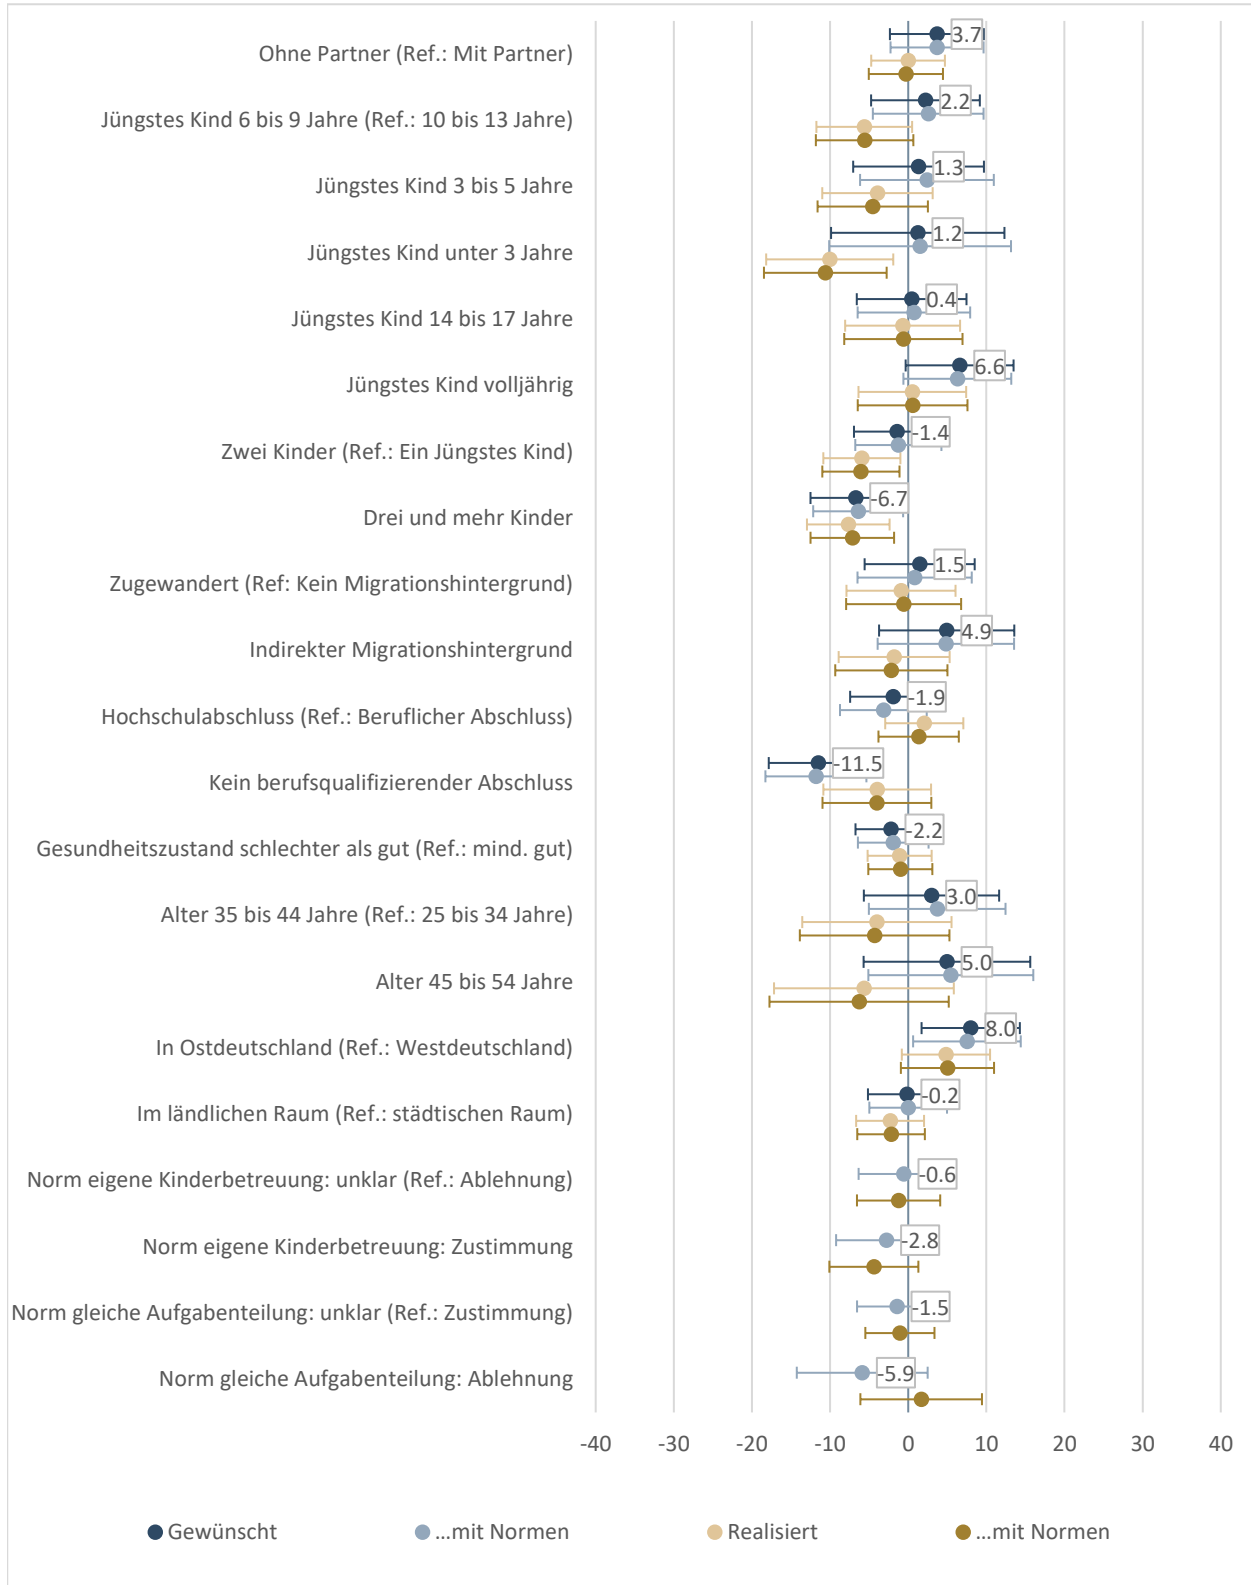 Ohne Partner (Ref.: Mit Partner)
3.7
Jüngstes Kind 6 bis 9 Jahre (Ref.: 10 bis 13 Jahre)
2.2
Jüngstes Kind 3 bis 5 Jahre
1.3
Jüngstes Kind unter 3 Jahre
1.2
Jüngstes Kind 14 bis 17 Jahre
0.4
Jüngstes Kind volljährig
6.6
Zwei Kinder (Ref.: Ein Jüngstes Kind)
-1.4
Drei und mehr Kinder
-6.7
Zugewandert (Ref: Kein Migrationshintergrund)
1.5
Indirekter Migrationshintergrund
4.9
Hochschulabschluss (Ref.: Beruflicher Abschluss)
-1.9
Kein berufsqualifizierender Abschluss
-11.5
Gesundheitszustand schlechter als gut (Ref.: mind. gut)
-2.2
Alter 35 bis 44 Jahre (Ref.: 25 bis 34 Jahre)
3.0
Alter 45 bis 54 Jahre
5.0
In Ostdeutschland (Ref.: Westdeutschland)
8.0
Im ländlichen Raum (Ref.: städtischen Raum)
-0.2
Norm eigene Kinderbetreuung: unklar (Ref.: Ablehnung)
-0.6
Norm eigene Kinderbetreuung: Zustimmung
-2.8
Norm gleiche Aufgabenteilung: unklar (Ref.: Zustimmung)
-1.5
Norm gleiche Aufgabenteilung: Ablehnung
-5.9
-40 -30 -20 -10 0 10 20 30 40
Gewünscht ...mit Normen Realisiert ...mit Normen